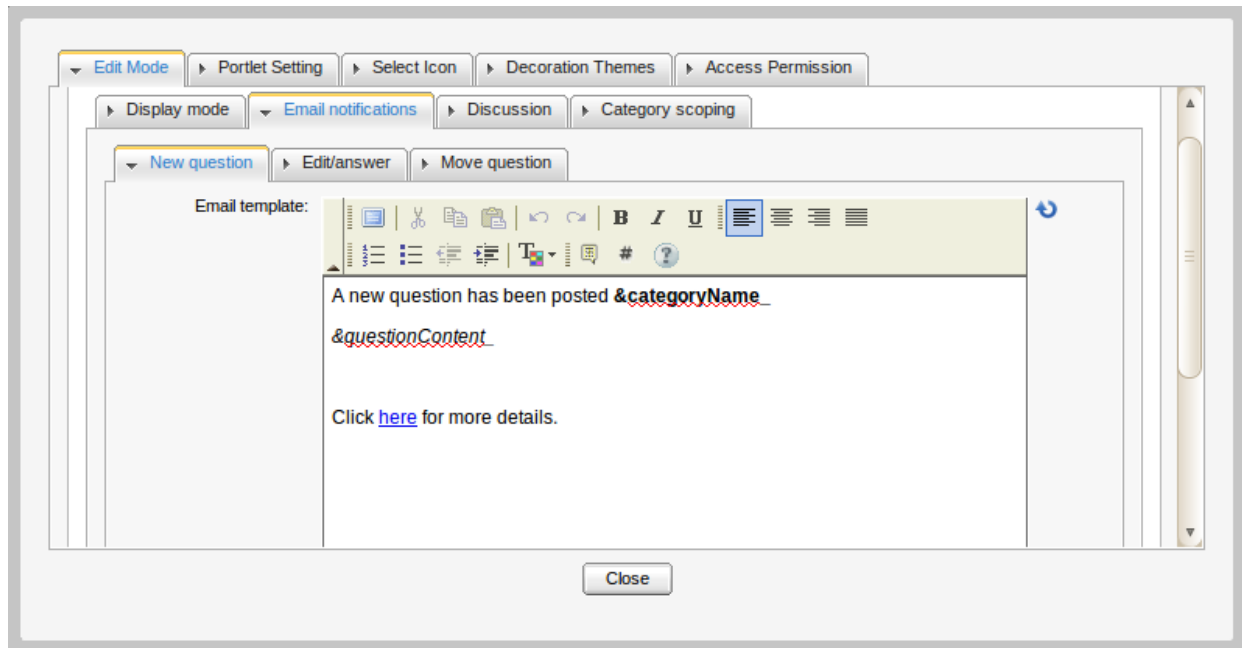 Edit Mode Portlet Setting Select Icon Decoration Themes Access Permission
Display mode Email notifications Discussion Category scoping
New question Edit/answer Move question
Email template:
B I U
#
A new question has been posted &categoryName_
&questionContent_
Click here for more details.
Close